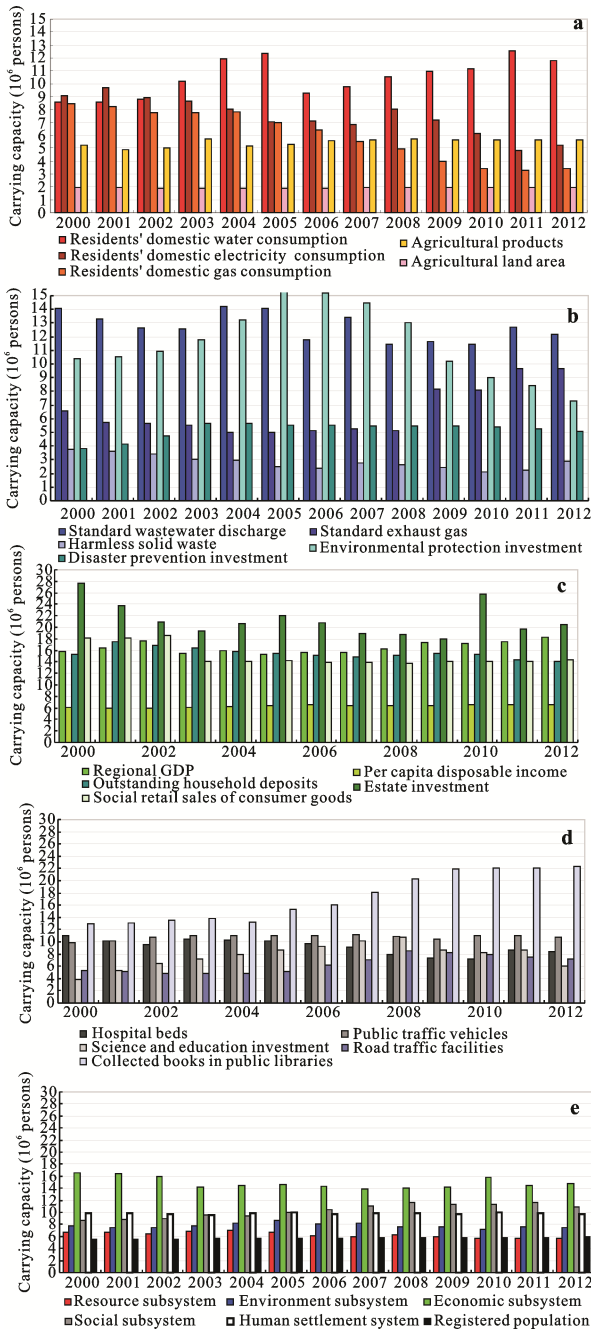 a
Carrying capacity (10⁶ persons)
15
14
13
12
11
10
9
8
7
6
5
4
3
2
1
0
2000 2001 2002 2003 2004 2005 2006 2007 2008 2009 2010 2011 2012
Residents' domestic water consumption
Residents' domestic electricity consumption
Residents' domestic gas consumption
Agricultural products
Agricultural land area
b
Carrying capacity (10⁶ persons)
15
14
13
12
11
10
9
8
7
6
5
4
3
2
1
0
2000 2001 2002 2003 2004 2005 2006 2007 2008 2009 2010 2011 2012
Standard wastewater discharge
Harmless solid waste
Disaster prevention investment
Standard exhaust gas
Environmental protection investment
c
Carrying capacity (10⁶ persons)
30
28
26
24
22
20
18
16
14
12
10
8
6
4
2
0
2000 2002 2004 2006 2008 2010 2012
Regional GDP
Outstanding household deposits
Social retail sales of consumer goods
Per capita disposable income
Estate investment
d
Carrying capacity (10⁶ persons)
30
28
26
24
22
20
18
16
14
12
10
8
6
4
2
0
2000 2002 2004 2006 2008 2010 2012
Hospital beds
Science and education investment
Collected books in public libraries
Public traffic vehicles
Road traffic facilities
e
Carrying capacity (10⁶ persons)
30
28
26
24
22
20
18
16
14
12
10
8
6
4
2
0
2000 2001 2002 2003 2004 2005 2006 2007 2008 2009 2010 2011 2012
Resource subsystem
Environment subsystem
Economic subsystem
Social subsystem
Human settlement system
Registered population